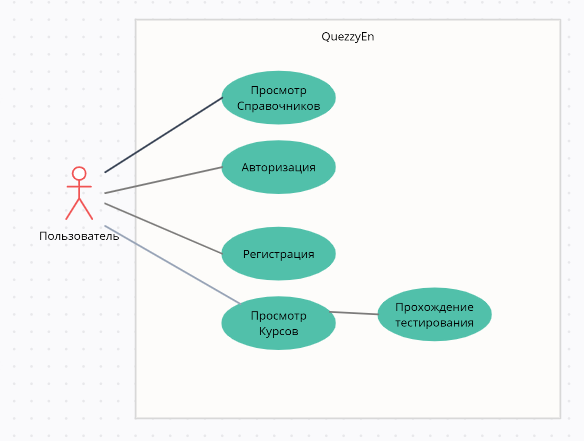 QuezzyEn
Просмотр
Справочников
Авторизация
Пользователь
Регистрация
Просмотр
Курсов
Прохождение
тестирования